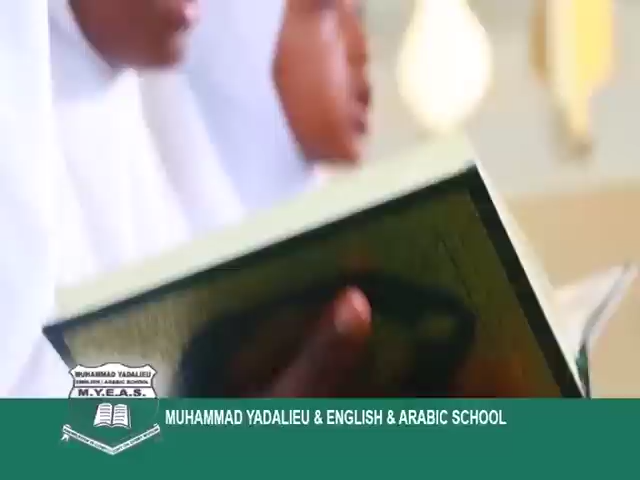 MUHAMMAD YADALIEU
ENGLISH / ARABIC SCHOOL
M.Y.E.A.S.
MUHAMMAD YADALIEU & ENGLISH & ARABIC SCHOOL